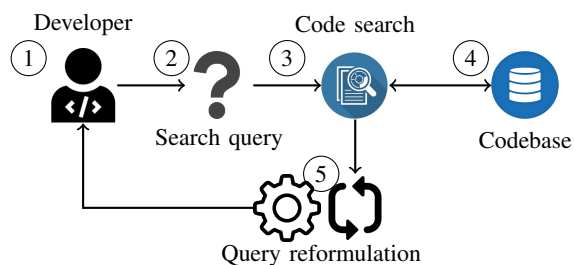 Developer
Code search
1
2
3
4
</>
Search query
Codebase
5
Query reformulation